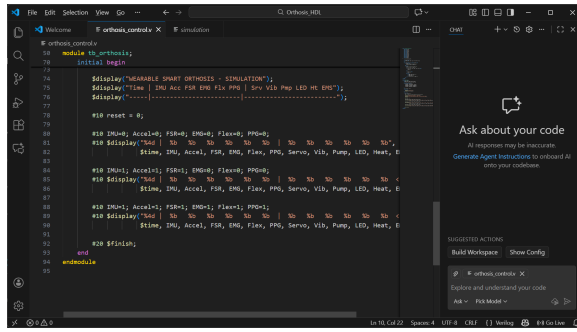 File Edit Selection View Go ···
Orthosis_HDL
Welcome
orthosis_control.v
simulation
CHAT
50 module tb_orthosis;
70 initial begin
74 $display("WEARABLE SMART ORTHOSIS - SIMULATION");
75 $display("Time | IMU Acc FSR EMG Flx PPG | Srv Vib Pmp LED Ht EMS");
76
77
78 #10 reset = 0;
79
80 #10 IMU=0; Accel=0; FSR=0; EMG=0; Flex=0; PPG=0;
81 #10 $display("%4d | %b %b %b %b %b %b | %b %b %b %b %b %b",
82 $time, IMU, Accel, FSR, EMG, Flex, PPG, Servo, Vib, Pump, LED, Heat, E
83
84 #10 IMU=1; Accel=1; FSR=0; EMG=0; Flex=0; PPG=0;
85 #10 $display("%4d | %b %b %b %b %b %b | %b %b %b %b %b %b <
86 $time, IMU, Accel, FSR, EMG, Flex, PPG, Servo, Vib, Pump, LED, Heat, E
87
88 #10 IMU=1; Accel=1; FSR=1; EMG=1; Flex=1; PPG=1;
89 #10 $display("%4d | %b %b %b %b %b %b | %b %b %b %b %b %b <
90 $time, IMU, Accel, FSR, EMG, Flex, PPG, Servo, Vib, Pump, LED, Heat, E
91
92 #20 $finish;
93 end
94 endmodule
95
Ask about your code
AI responses may be inaccurate.
Generate Agent Instructions to onboard AI
onto your codebase.
SUGGESTED ACTIONS
Build Workspace Show Config
orthosis_control.v
Explore and understand your code
Ask Pick Model
0 0 0
Ln 10, Col 22 Spaces: 4 UTF-8 CRLF {} Verilog Go Live